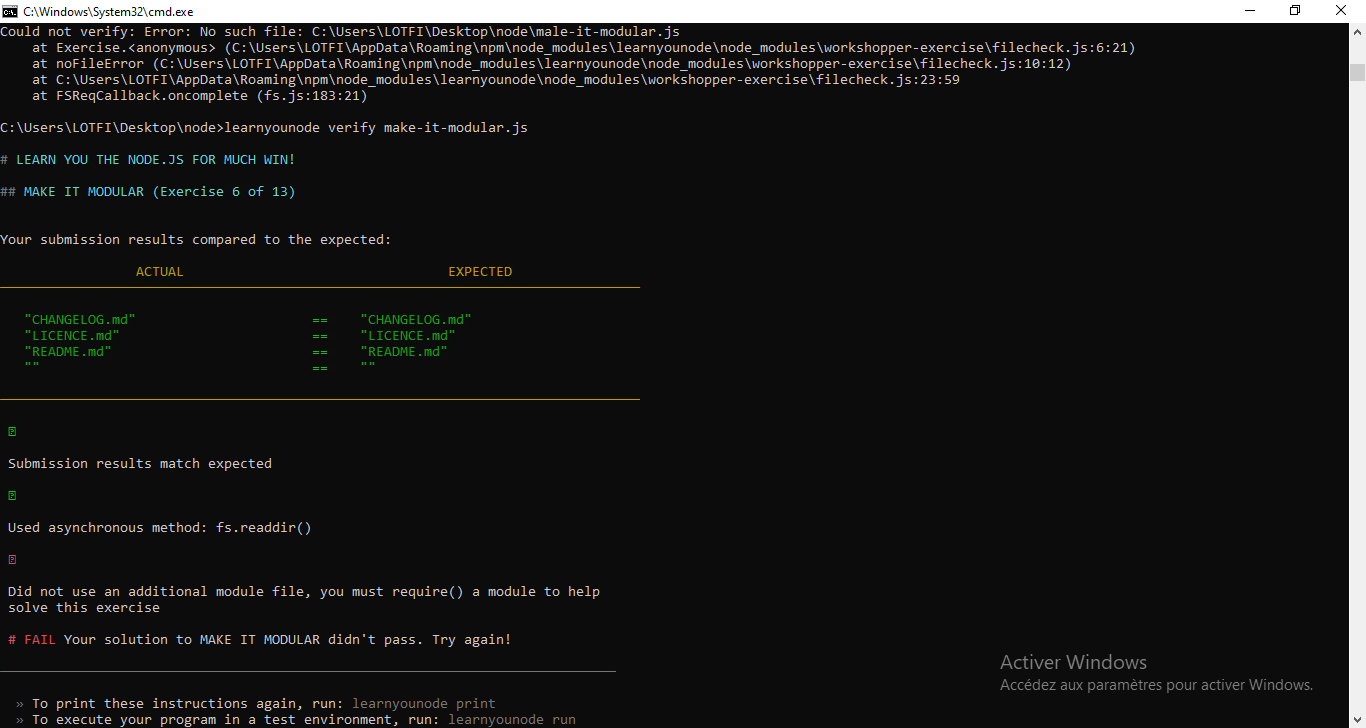 C:\Windows\System32\cmd.exe
Could not verify: Error: No such file: C:\Users\LOTFI\Desktop\node\male-it-modular.js
at Exercise.<anonymous> (C:\Users\LOTFI\AppData\Roaming\npm\node_modules\learnyounode\node_modules\workshopper-exercise\filecheck.js:6:21)
at noFileError (C:\Users\LOTFI\AppData\Roaming\npm\node_modules\learnyounode\node_modules\workshopper-exercise\filecheck.js:10:12)
at C:\Users\LOTFI\AppData\Roaming\npm\node_modules\learnyounode\node_modules\workshopper-exercise\filecheck.js:23:59
at FSReqCallback.oncomplete (fs.js:183:21)
C:\Users\LOTFI\Desktop\node>learnyounode verify make-it-modular.js
# LEARN YOU THE NODE.JS FOR MUCH WIN!
## MAKE IT MODULAR (Exercise 6 of 13)
Your submission results compared to the expected:
ACTUAL EXPECTED
"CHANGELOG.md" == "CHANGELOG.md"
"LICENCE.md" == "LICENCE.md"
"README.md" == "README.md"
"" == ""
Submission results match expected
Used asynchronous method: fs.readdir()
Did not use an additional module file, you must require() a module to help
solve this exercise
# FAIL Your solution to MAKE IT MODULAR didn't pass. Try again!
» To print these instructions again, run: learnyounode print
» To execute your program in a test environment, run: learnyounode run
Activer Windows
Accédez aux paramètres pour activer Windows.